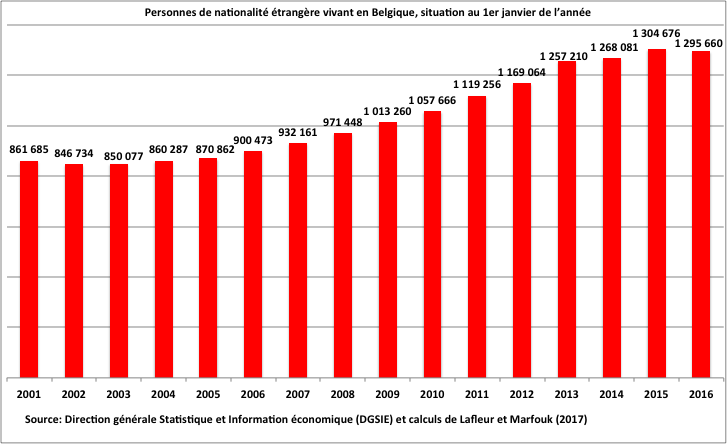 Personnes de nationalité étrangère vivant en Belgique, situation au 1er janvier de l’année
861 685
846 734
850 077
860 287
870 862
900 473
932 161
971 448
1 013 260
1 057 666
1 119 256
1 169 064
1 257 210
1 268 081
1 304 676
1 295 660
2001 2002 2003 2004 2005 2006 2007 2008 2009 2010 2011 2012 2013 2014 2015 2016
Source: Direction générale Statistique et Information économique (DGSIE) et calculs de Lafleur et Marfouk (2017)